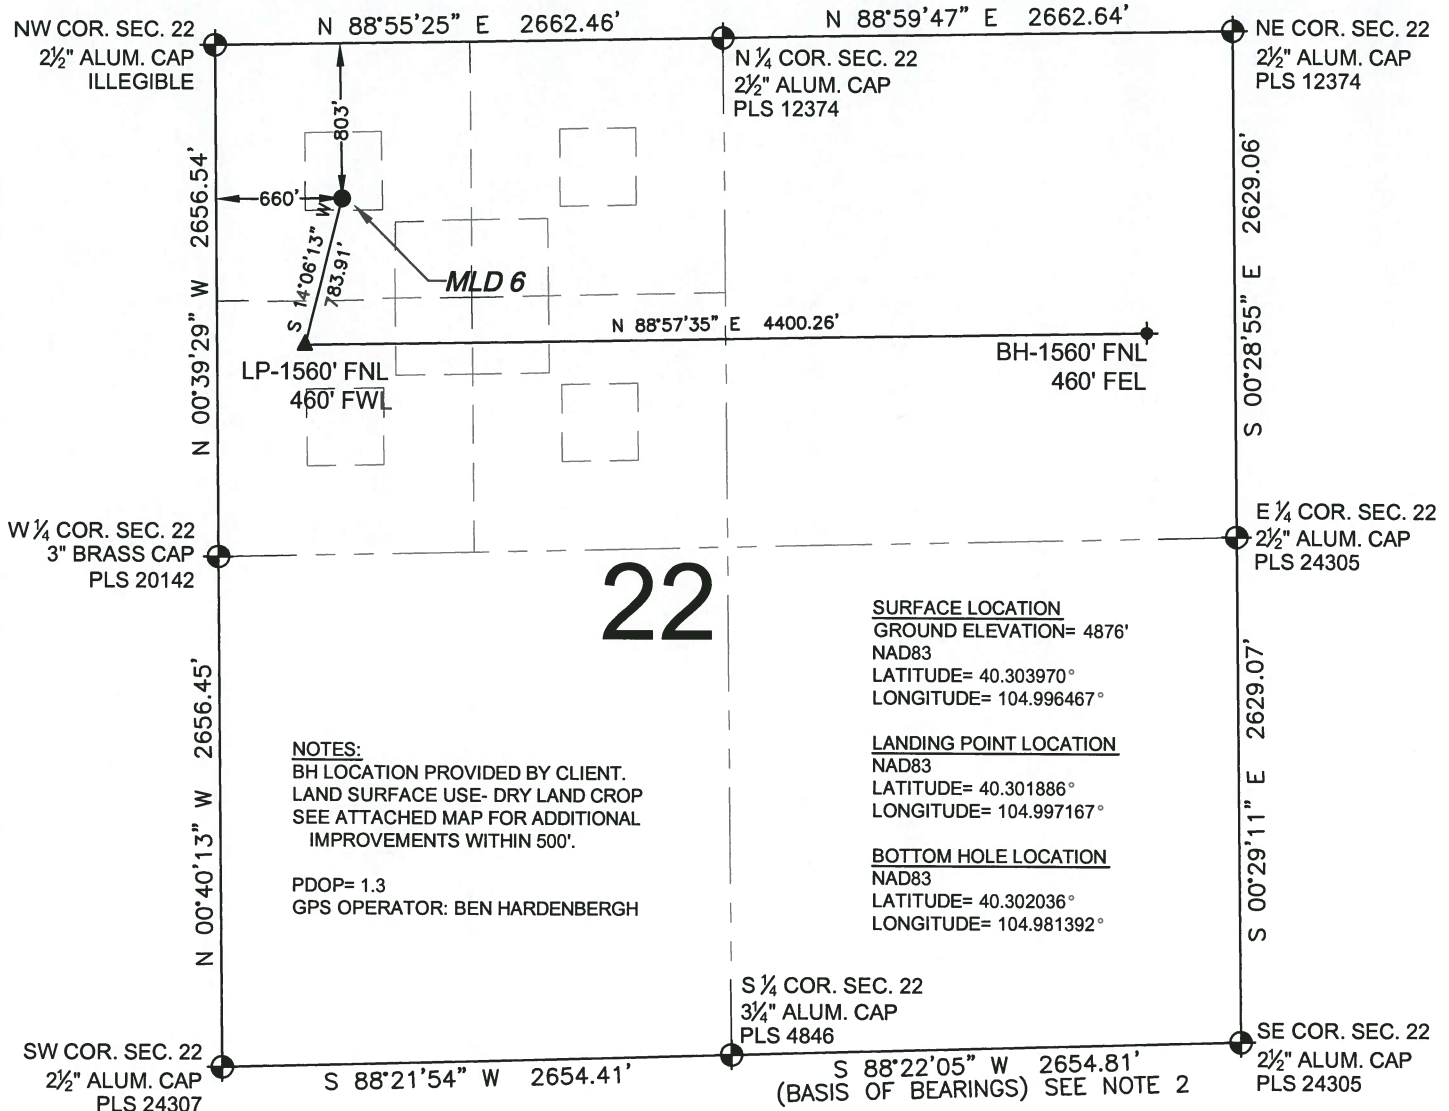 N 88°55'25" E 2662.46'
N 88°59'47" E 2662.64'
NW COR. SEC. 22
2½" ALUM. CAP
ILLEGIBLE
N ¼ COR. SEC. 22
2½" ALUM. CAP
PLS 12374
NE COR. SEC. 22
2½" ALUM. CAP
PLS 12374
803'
660'
N 00°39'29" W 2656.54'
S 14°06'13" W
783.91'
MLD 6
S 00°28'55" E 2629.06'
N 88°57'35" E 4400.26'
LP-1560' FNL
460' FWL
BH-1560' FNL
460' FEL
W ¼ COR. SEC. 22
3" BRASS CAP
PLS 20142
E ¼ COR. SEC. 22
2½" ALUM. CAP
PLS 24305
22
SURFACE LOCATION
GROUND ELEVATION= 4876'
NAD83
LATITUDE= 40.303970°
LONGITUDE= 104.996467°
LANDING POINT LOCATION
NAD83
LATITUDE= 40.301886°
LONGITUDE= 104.997167°
BOTTOM HOLE LOCATION
NAD83
LATITUDE= 40.302036°
LONGITUDE= 104.981392°
NOTES:
BH LOCATION PROVIDED BY CLIENT.
LAND SURFACE USE- DRY LAND CROP
SEE ATTACHED MAP FOR ADDITIONAL
IMPROVEMENTS WITHIN 500'.
PDOP= 1.3
GPS OPERATOR: BEN HARDENBERGH
N 00°40'13" W 2656.45'
S 00°29'11" E 2629.07'
S ¼ COR. SEC. 22
3¼" ALUM. CAP
PLS 4846
SW COR. SEC. 22
2½" ALUM. CAP
PLS 24307
S 88°21'54" W 2654.41'
S 88°22'05" W 2654.81'
(BASIS OF BEARINGS) SEE NOTE 2
SE COR. SEC. 22
2½" ALUM. CAP
PLS 24305